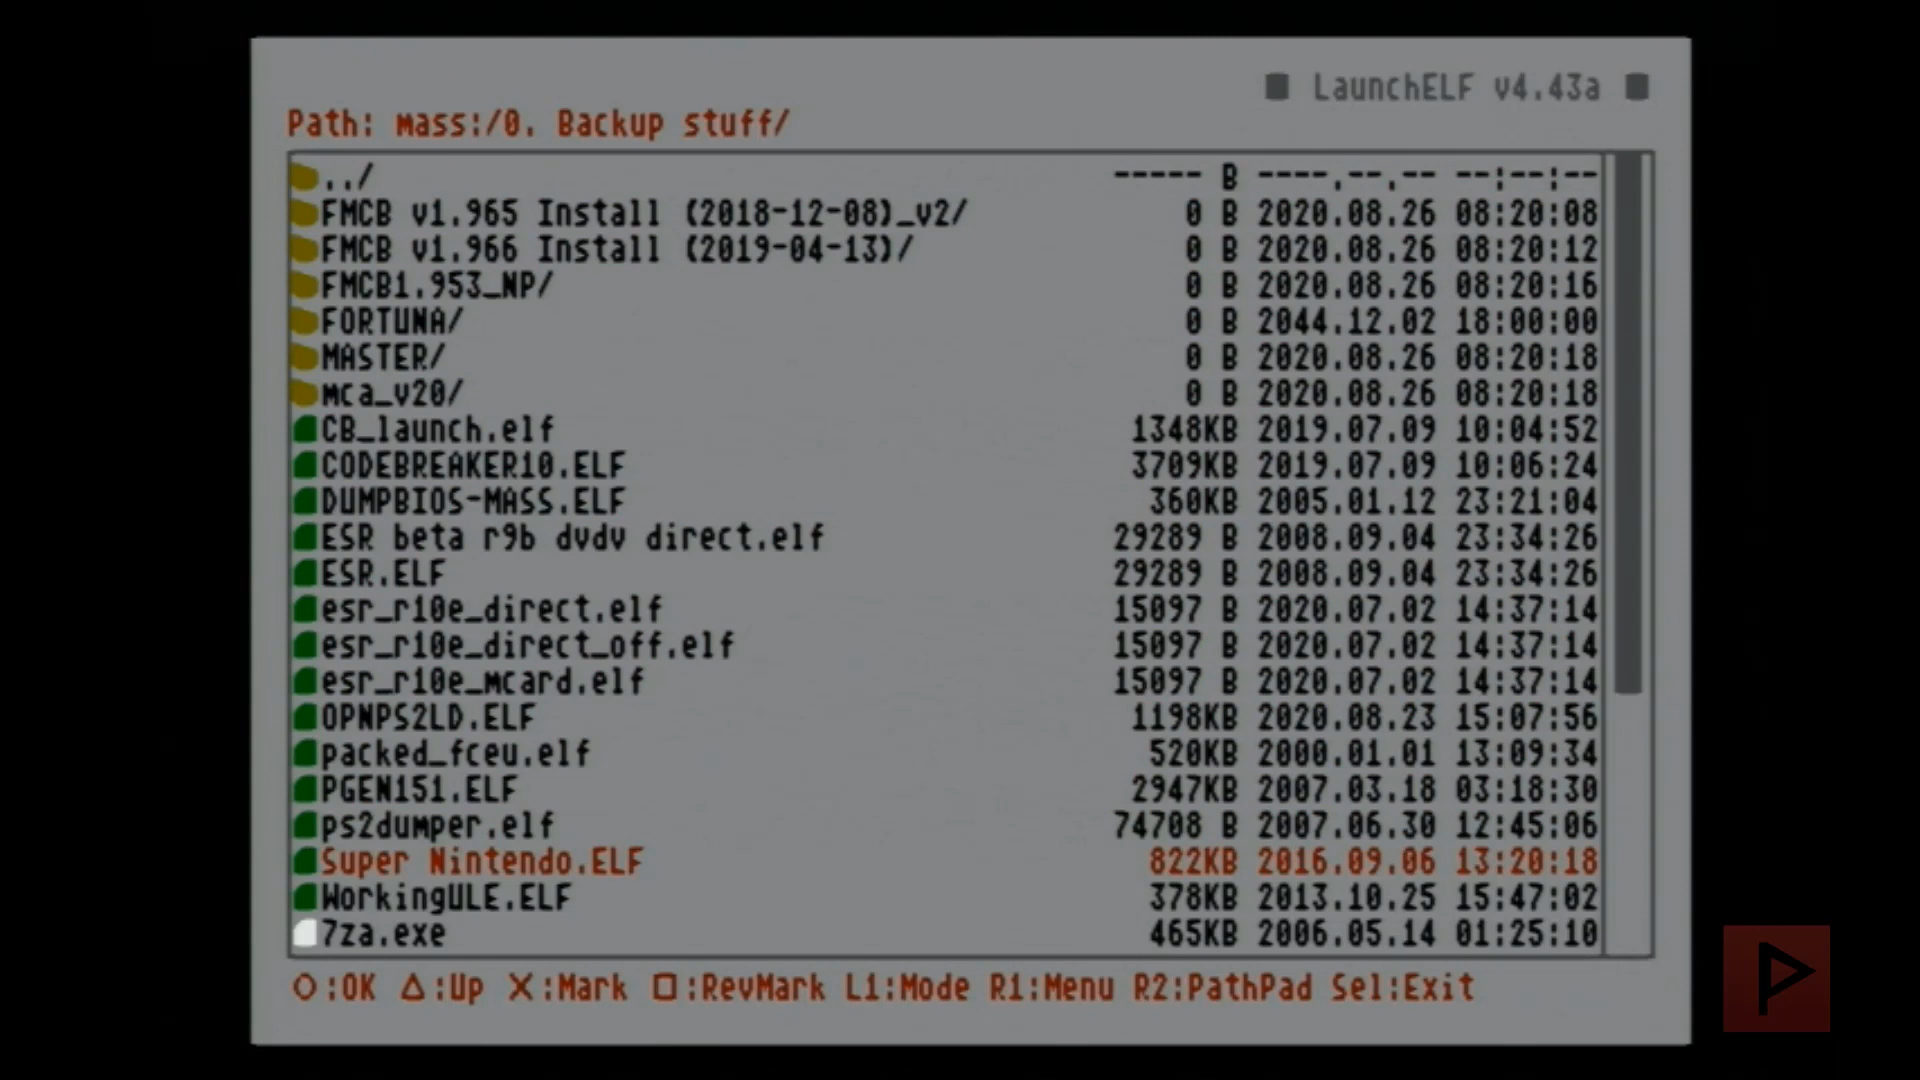 LaunchELF v4.43a
Path: mass:/0. Backup stuff/
../ ----- B ----.--.-- --:--:--
FMCB v1.965 Install (2018-12-08)_v2/ 0 B 2020.08.26 08:20:08
FMCB v1.966 Install (2019-04-13)/ 0 B 2020.08.26 08:20:12
FMCB1.953_NP/ 0 B 2020.08.26 08:20:16
FORTUNA/ 0 B 2044.12.02 18:00:00
MASTER/ 0 B 2020.08.26 08:20:18
mca_v20/ 0 B 2020.08.26 08:20:18
CB_launch.elf 1348KB 2019.07.09 10:04:52
CODEBREAKER10.ELF 3709KB 2019.07.09 10:06:24
DUMPBIOS-MASS.ELF 360KB 2005.01.12 23:21:04
ESR beta r9b dvdv direct.elf 29289 B 2008.09.04 23:34:26
ESR.ELF 29289 B 2008.09.04 23:34:26
esr_r10e_direct.elf 15097 B 2020.07.02 14:37:14
esr_r10e_direct_off.elf 15097 B 2020.07.02 14:37:14
esr_r10e_mcard.elf 15097 B 2020.07.02 14:37:14
OPNPS2LD.ELF 1198KB 2020.08.23 15:07:56
packed_fceu.elf 520KB 2000.01.01 13:09:34
PGEN151.ELF 2947KB 2007.03.18 03:18:30
ps2dumper.elf 74708 B 2007.06.30 12:45:06
Super Nintendo.ELF 822KB 2016.09.06 13:20:18
WorkingULE.ELF 378KB 2013.10.25 15:47:02
7za.exe 465KB 2006.05.14 01:25:10
○:OK △:Up ✕:Mark □:RevMark L1:Mode R1:Menu R2:PathPad Sel:Exit